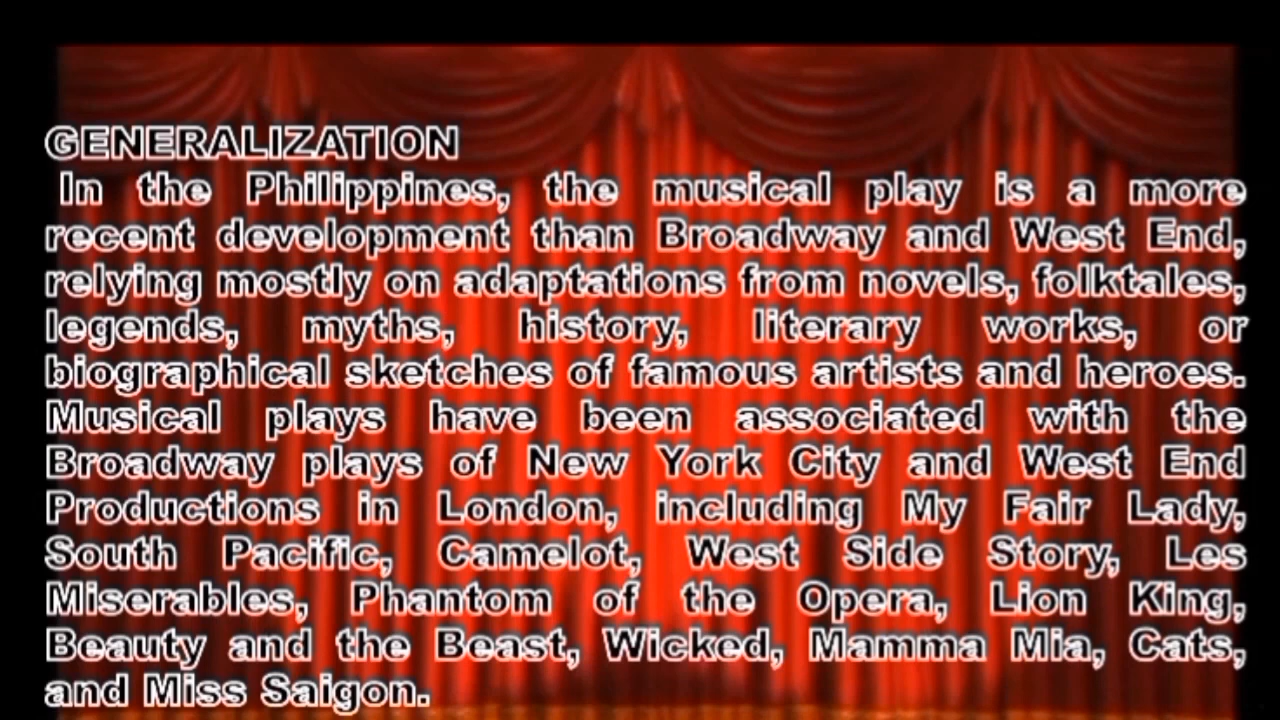 GENERALIZATION
In the Philippines, the musical play is a more
recent development than Broadway and West End,
relying mostly on adaptations from novels, folktales,
legends, myths, history, literary works, or
biographical sketches of famous artists and heroes.
Musical plays have been associated with the
Broadway plays of New York City and West End
Productions in London, including My Fair Lady,
South Pacific, Camelot, West Side Story, Les
Miserables, Phantom of the Opera, Lion King,
Beauty and the Beast, Wicked, Mamma Mia, Cats,
and Miss Saigon.